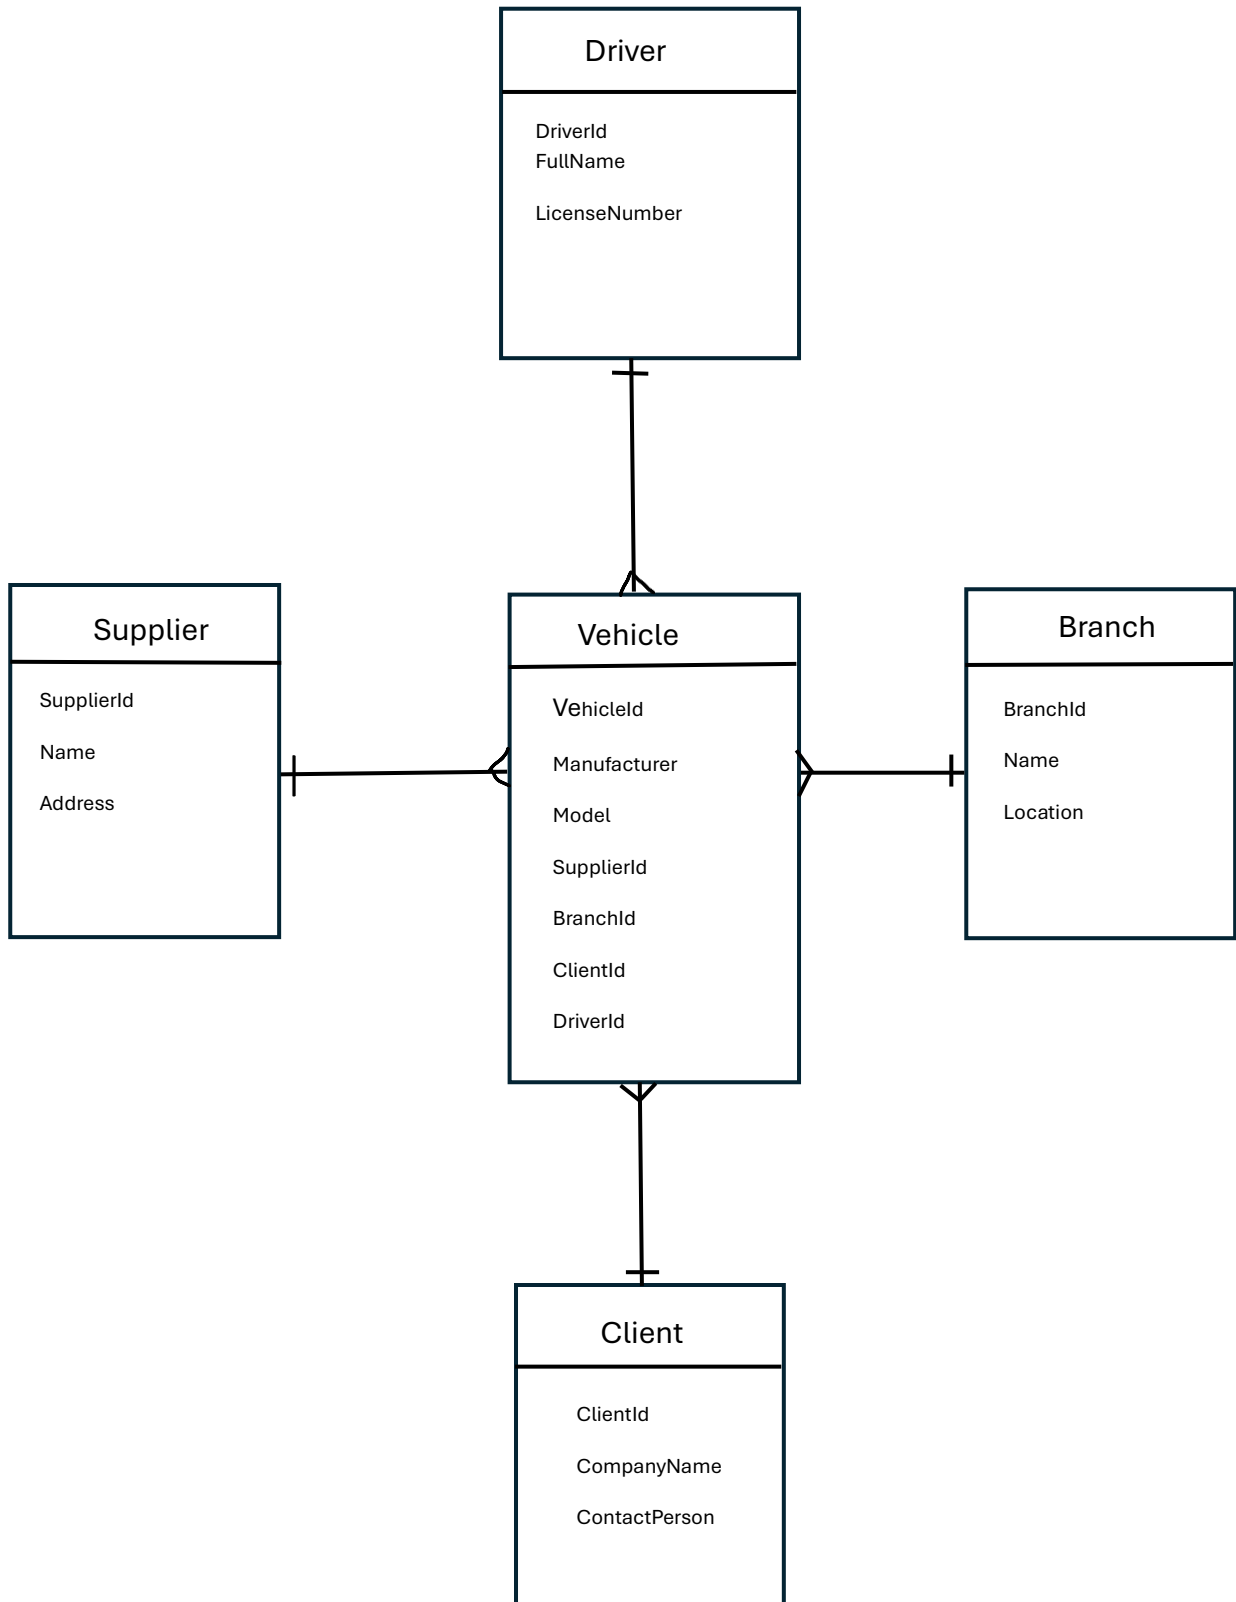 Driver
DriverId
FullName
LicenseNumber
Supplier
SupplierId
Name
Address
Vehicle
VehicleId
Manufacturer
Model
SupplierId
BranchId
ClientId
DriverId
Branch
BranchId
Name
Location
Client
ClientId
CompanyName
ContactPerson